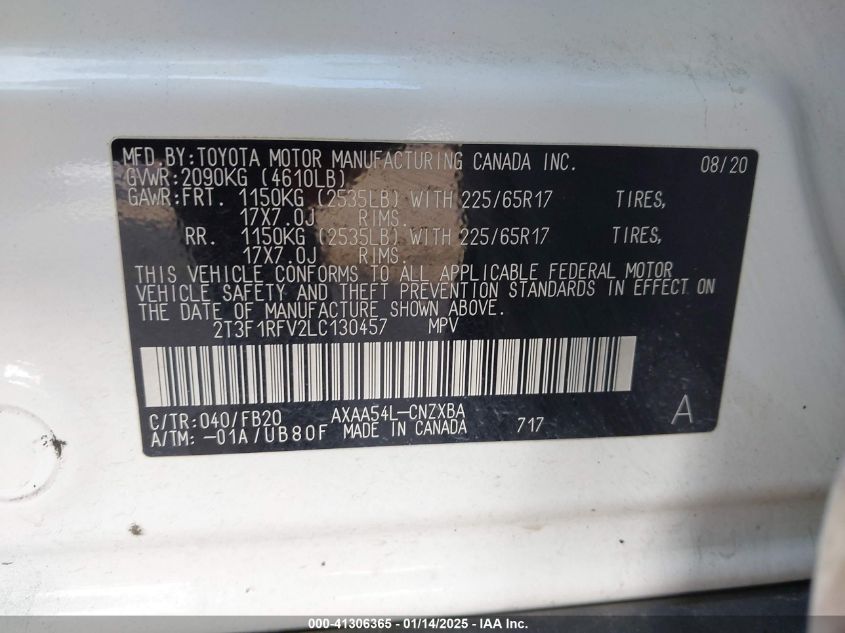 MFD.BY:TOYOTA MOTOR MANUFACTURING CANADA INC. 08/20
GVWR:2090KG (4610LB)
GAWR:FRT. 1150KG (2535LB) WITH 225/65R17 TIRES,
17X7.0J RIMS.
RR. 1150KG (2535LB) WITH 225/65R17 TIRES,
17X7.0J RIMS.
THIS VEHICLE CONFORMS TO ALL APPLICABLE FEDERAL MOTOR
VEHICLE SAFETY AND THEFT PREVENTION STANDARDS IN EFFECT ON
THE DATE OF MANUFACTURE SHOWN ABOVE.
2T3F1RFV2LC130457 MPV
C/TR:040/FB20 AXAA54L-CNZXBA A
A/TM: -01A/UB80F MADE IN CANADA 717
000-41306365 - 01/14/2025 - IAA Inc.